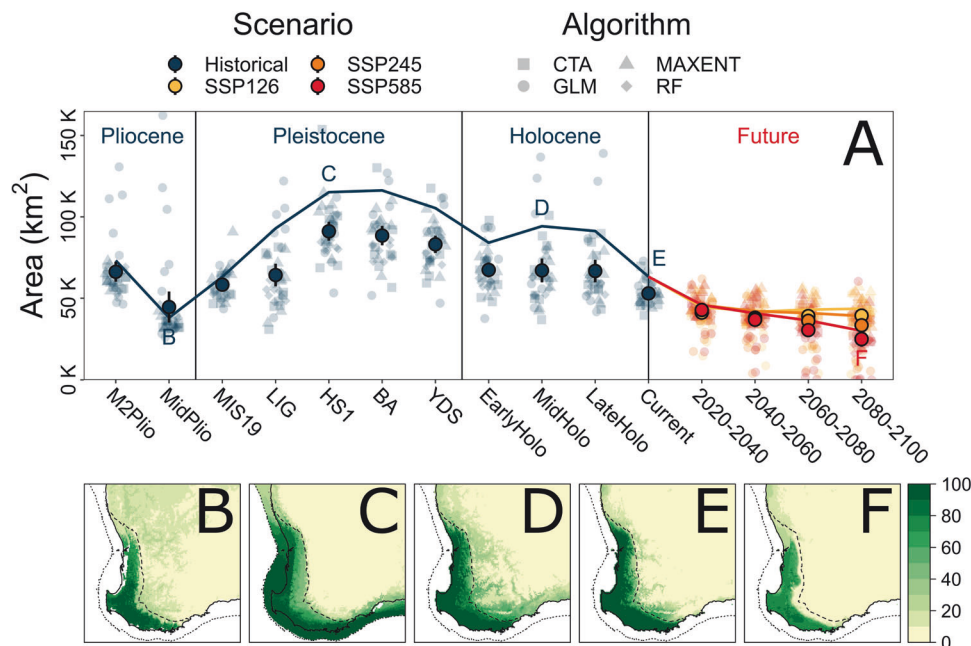 Scenario Algorithm
Historical SSP245 CTA MAXENT
SSP126 SSP585 GLM RF
Pliocene Pleistocene Holocene Future A
Area (km²)
150 K
100 K
50 K
0 K
B C D E F
M2Plio MidPlio MIS19 LIG HS1 BA YDS EarlyHolo MidHolo LateHolo Current 2020-2040 2040-2060 2060-2080 2080-2100
B C D E F
100
80
60
40
20
10
0